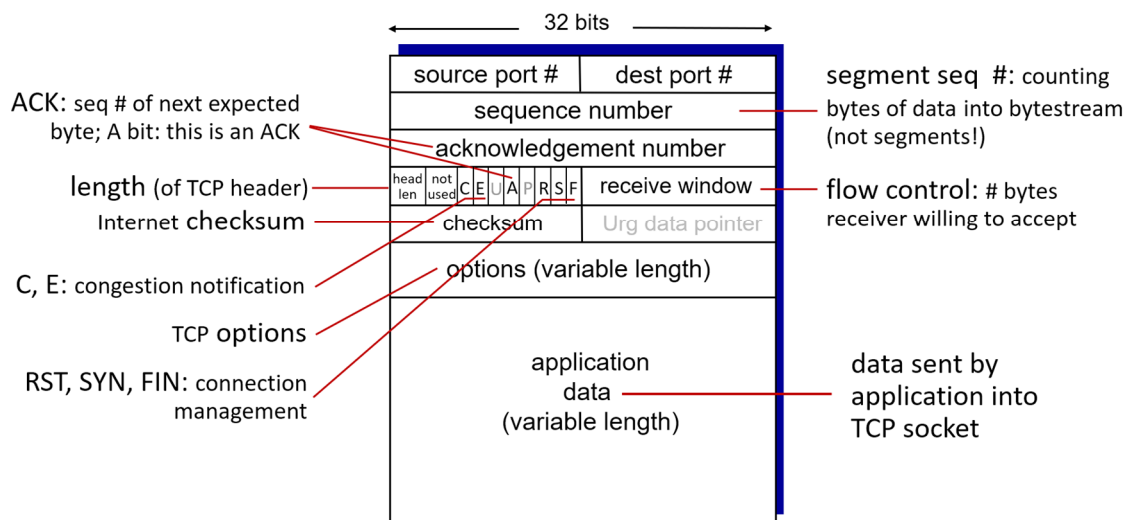 32 bits
source port #
dest port #
segment seq #: counting
bytes of data into bytestream
(not segments!)
ACK: seq # of next expected
byte; A bit: this is an ACK
sequence number
acknowledgement number
length (of TCP header)
head
len
not
used
C
E
U
A
P
R
S
F
receive window
flow control: # bytes
receiver willing to accept
Internet checksum
checksum
Urg data pointer
C, E: congestion notification
options (variable length)
TCP options
RST, SYN, FIN: connection
management
application
data
(variable length)
data sent by
application into
TCP socket